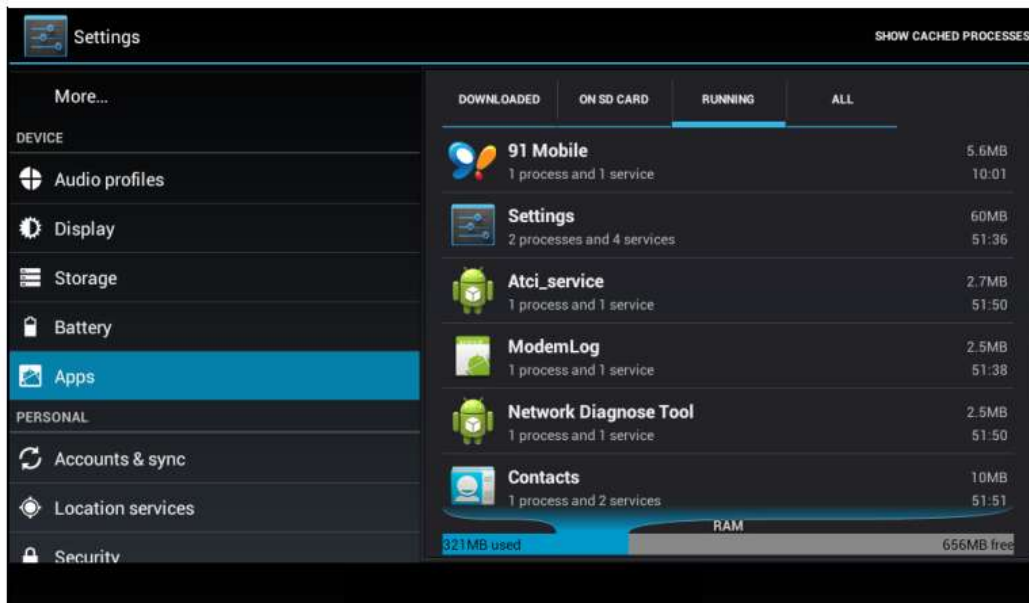 Settings
SHOW CACHED PROCESSES
More...
DEVICE
Audio profiles
Display
Storage
Battery
Apps
PERSONAL
Accounts & sync
Location services
Security
DOWNLOADED
ON SD CARD
RUNNING
ALL
91 Mobile
5.6MB
1 process and 1 service
10:01
Settings
60MB
2 processes and 4 services
51:36
Atci_service
2.7MB
1 process and 1 service
51:50
ModemLog
2.5MB
1 process and 1 service
51:38
Network Diagnose Tool
2.5MB
1 process and 1 service
51:50
Contacts
10MB
1 process and 2 services
51:51
RAM
321MB used
656MB free